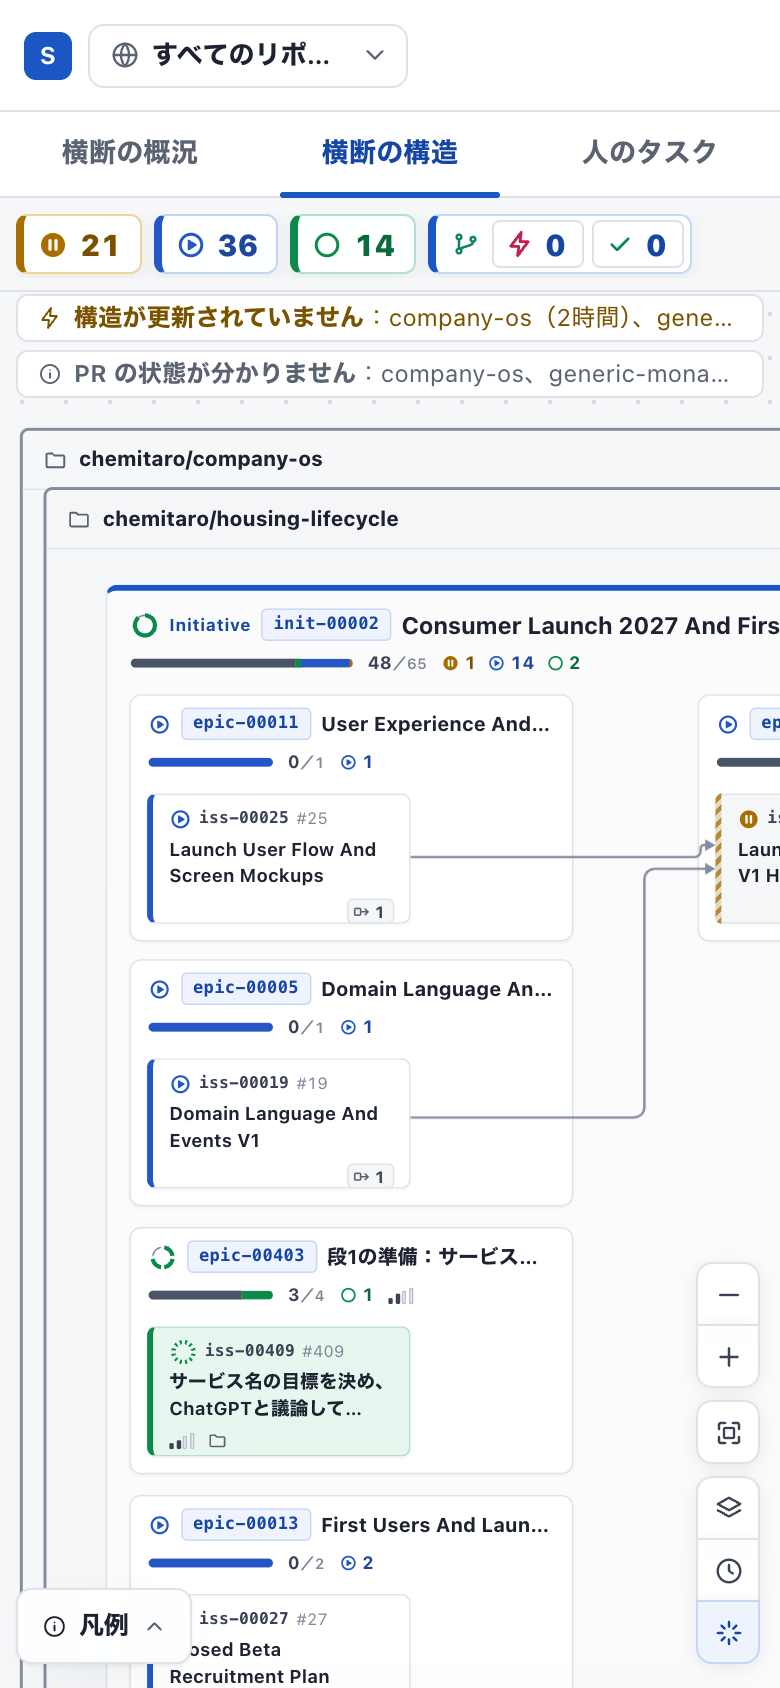 S すべてのリポ...
横断の概況 横断の構造 人のタスク
21 36 14 0 0
構造が更新されていません：company-os（2時間）、gene...
PR の状態が分かりません：company-os、generic-mona...
chemitaro/company-os
chemitaro/housing-lifecycle
Initiative init-00002 Consumer Launch 2027 And Firs
48/65 1 14 2
epic-00011 User Experience And...
0/1 1
iss-00025 #25
Launch User Flow And
Screen Mockups
1
ep
is
Laun
V1 H
epic-00005 Domain Language An...
0/1 1
iss-00019 #19
Domain Language And
Events V1
1
epic-00403 段1の準備：サービス...
3/4 1
iss-00409 #409
サービス名の目標を決め、
ChatGPTと議論して...
epic-00013 First Users And Laun...
0/2 2
iss-00027 #27
osed Beta
Recruitment Plan
凡例